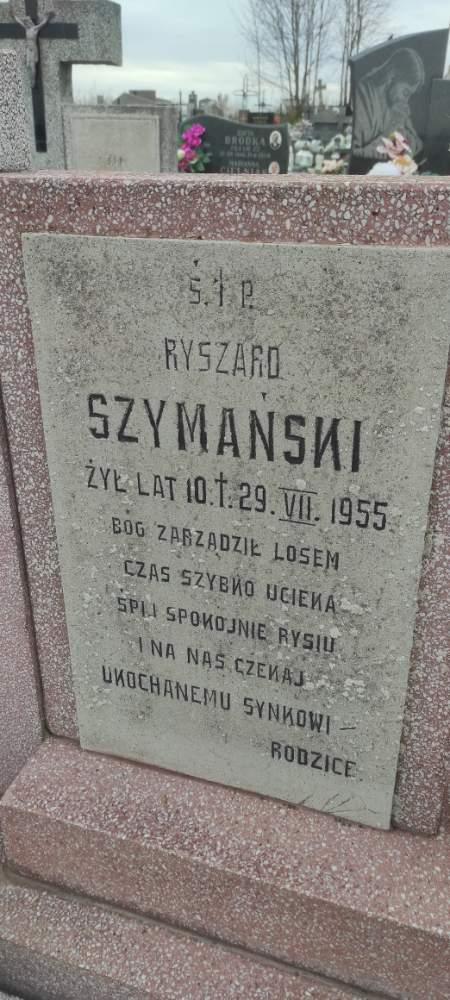 Ś. † P.
RYSZARD
SZYMAŃSKI
ŻYŁ LAT 10. †. 29. VII. 1955.
BÓG ZARZĄDZIŁ LOSEM
CZAS SZYBKO UCIEKA
ŚPIJ SPOKOJNIE RYSIU
I NA NAS CZEKAJ
UKOCHANEMU SYNKOWI –
RODZICE.
BRÓDKA